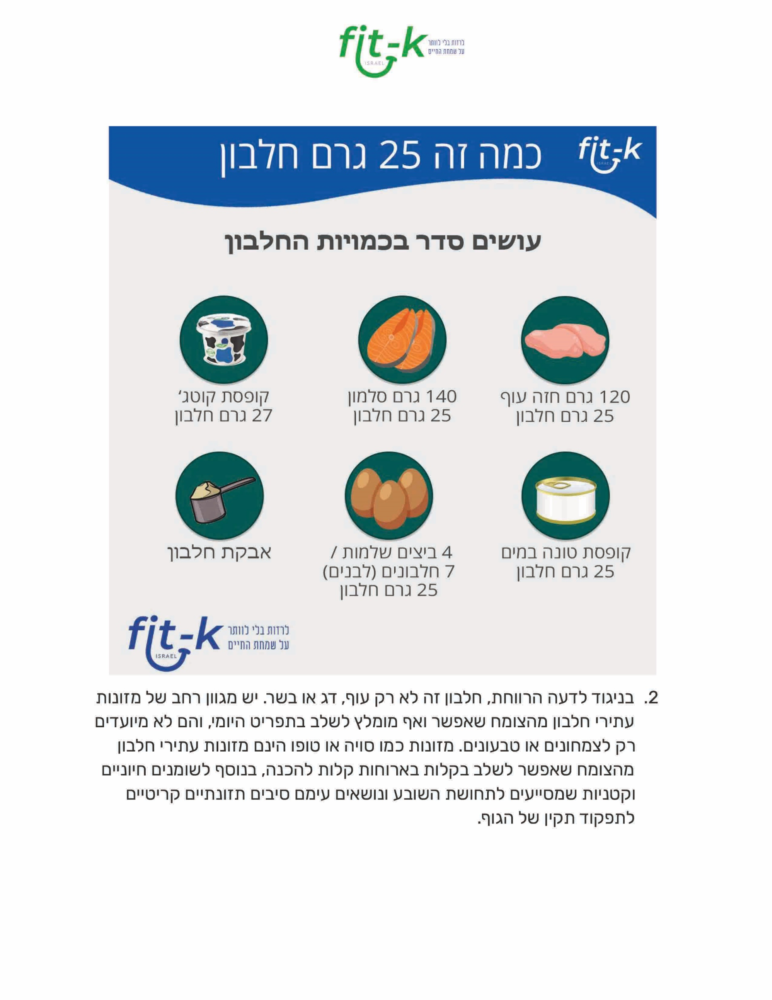 fit-k
ISRAEL
לרזות בלי לוותר
על שמחת החיים
כמה זה 25 גרם חלבון
fit-k
ISRAEL
עושים סדר בכמויות החלבון
120 גרם חזה עוף
25 גרם חלבון
140 גרם סלמון
25 גרם חלבון
קופסת קוטג'
27 גרם חלבון
קופסת טונה במים
25 גרם חלבון
4 ביצים שלמות /
7 חלבונים (לבנים)
25 גרם חלבון
אבקת חלבון
fit-k
ISRAEL
לרזות בלי לוותר
על שמחת החיים
2. בניגוד לדעה הרווחת, חלבון זה לא רק עוף, דג או בשר. יש מגוון רחב של מזונות
עתירי חלבון מהצומח שאפשר ואף מומלץ לשלב בתפריט היומי, והם לא מיועדים
רק לצמחונים או טבעונים. מזונות כמו סויה או טופו הינם מזונות עתירי חלבון
מהצומח שאפשר לשלב בקלות בארוחות קלות להכנה, בנוסף לשומנים חיוניים
וקטניות שמסייעים לתחושת השובע ונושאים עימם סיבים תזונתיים קריטיים
לתפקוד תקין של הגוף.